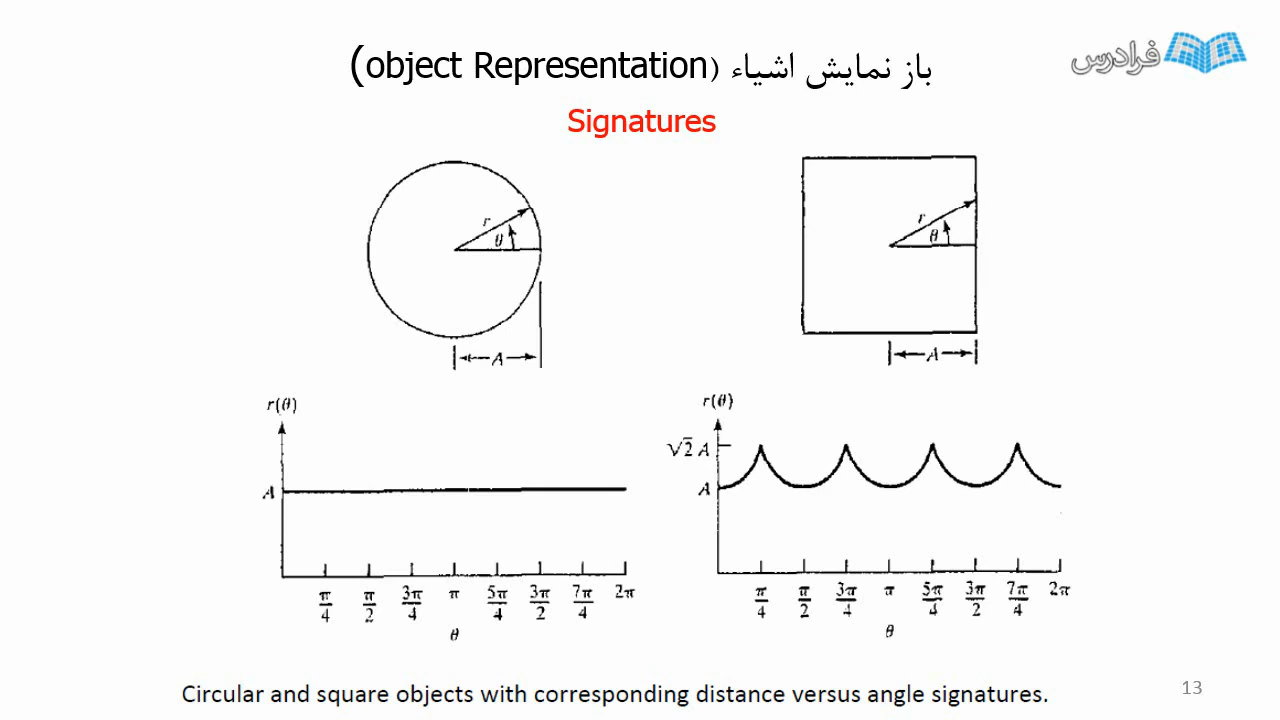 باز نمایش اشیاء (object Representation)
فرادرس
Signatures
r
θ
A
r
θ
A
r(θ)
A
π/4 π/2 3π/4 π 5π/4 3π/2 7π/4 2π
θ
r(θ)
√2 A
A
π/4 π/2 3π/4 π 5π/4 3π/2 7π/4 2π
θ
Circular and square objects with corresponding distance versus angle signatures.
13